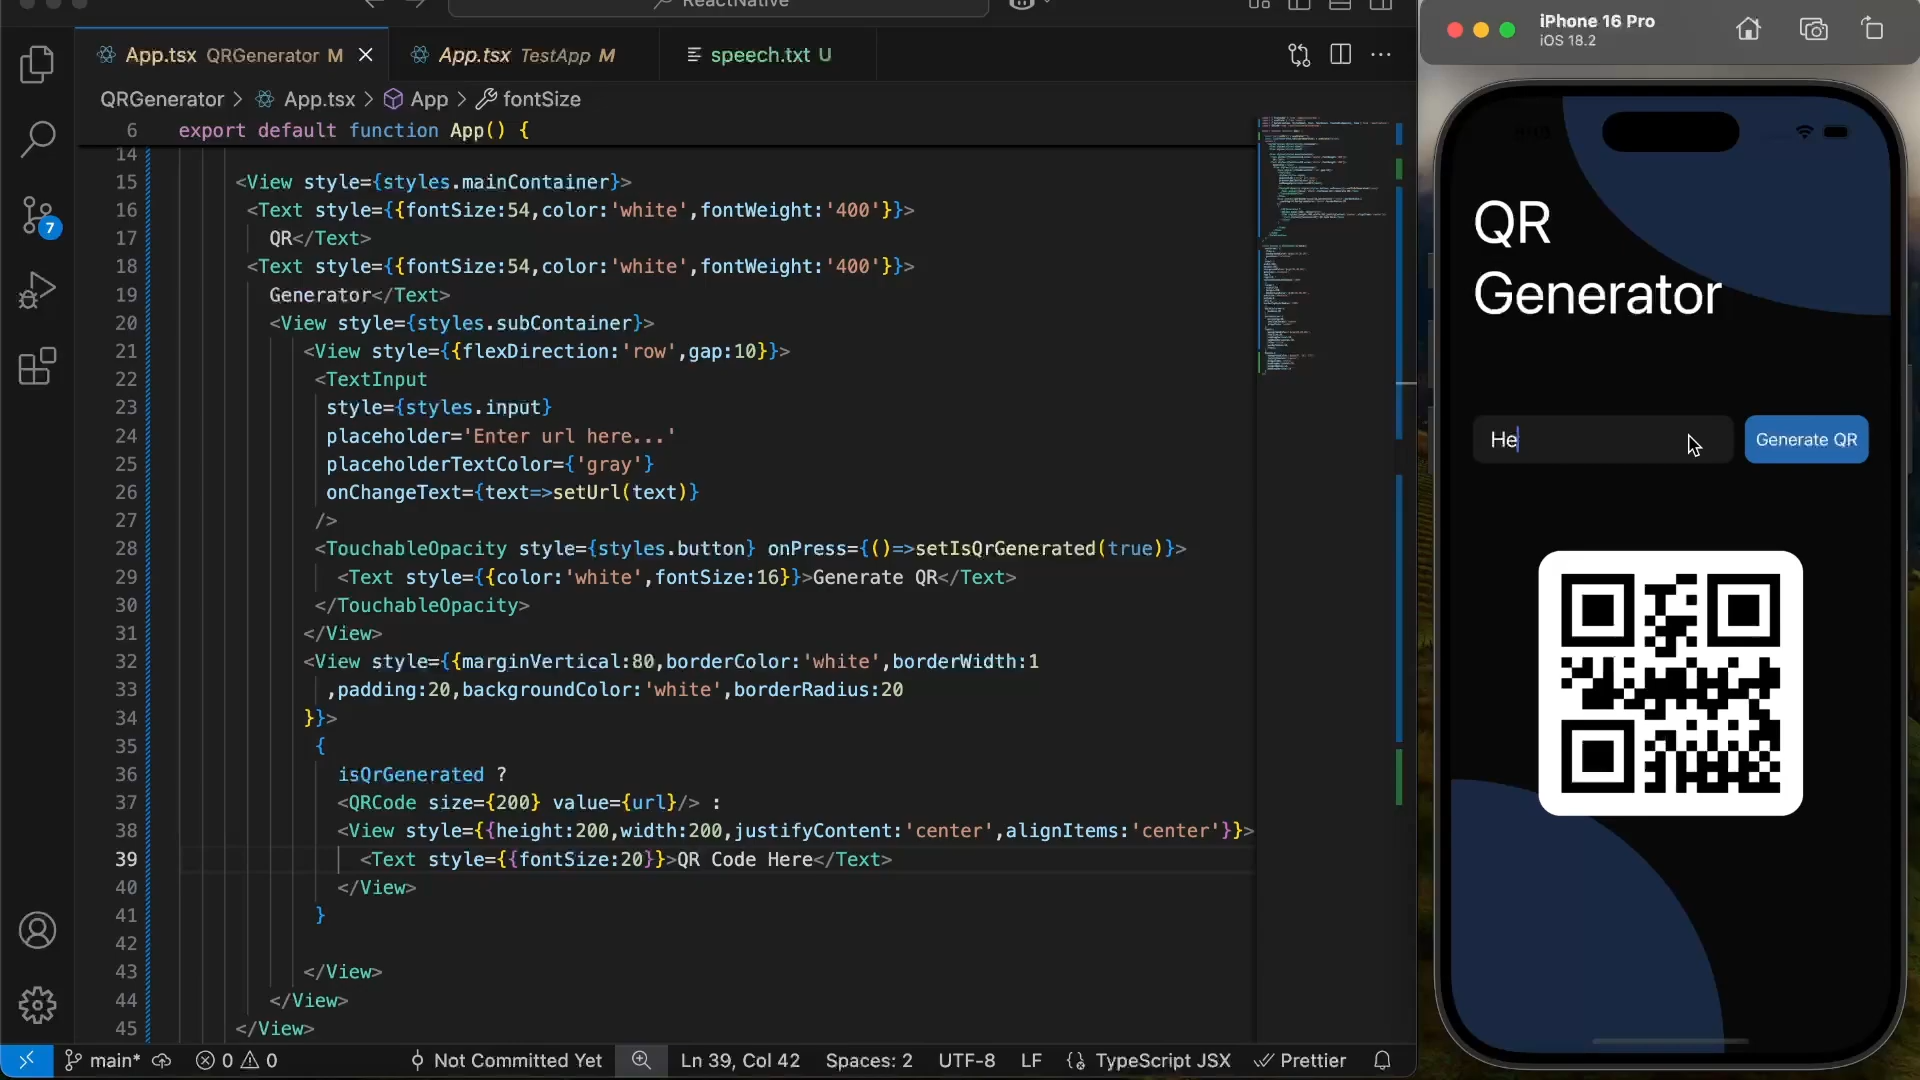 ReactNative
App.tsx QRGenerator M
App.tsx TestApp M
speech.txt U
QRGenerator > App.tsx > App > fontSize
6 export default function App() {
14
15 <View style={styles.mainContainer}>
16 <Text style={{fontSize:54,color:'white',fontWeight:'400'}}>
17 QR</Text>
18 <Text style={{fontSize:54,color:'white',fontWeight:'400'}}>
19 Generator</Text>
20 <View style={styles.subContainer}>
21 <View style={{flexDirection:'row',gap:10}}>
22 <TextInput
23 style={styles.input}
24 placeholder='Enter url here...'
25 placeholderTextColor={'gray'}
26 onChangeText={text=>setUrl(text)}
27 />
28 <TouchableOpacity style={styles.button} onPress={()=>setIsQrGenerated(true)}>
29 <Text style={{color:'white',fontSize:16}}>Generate QR</Text>
30 </TouchableOpacity>
31 </View>
32 <View style={{marginVertical:80,borderColor:'white',borderWidth:1
33 ,padding:20,backgroundColor:'white',borderRadius:20
34 }}>
35 {
36 isQrGenerated ?
37 <QRCode size={200} value={url}/> :
38 <View style={{height:200,width:200,justifyContent:'center',alignItems:'center'}}>
39 <Text style={{fontSize:20}}>QR Code Here</Text>
40 </View>
41 }
42
43 </View>
44 </View>
45 </View>
7
main* 0 0 Not Committed Yet Ln 39, Col 42 Spaces: 2 UTF-8 LF TypeScript JSX Prettier
iPhone 16 Pro
iOS 18.2
QR
Generator
He
Generate QR